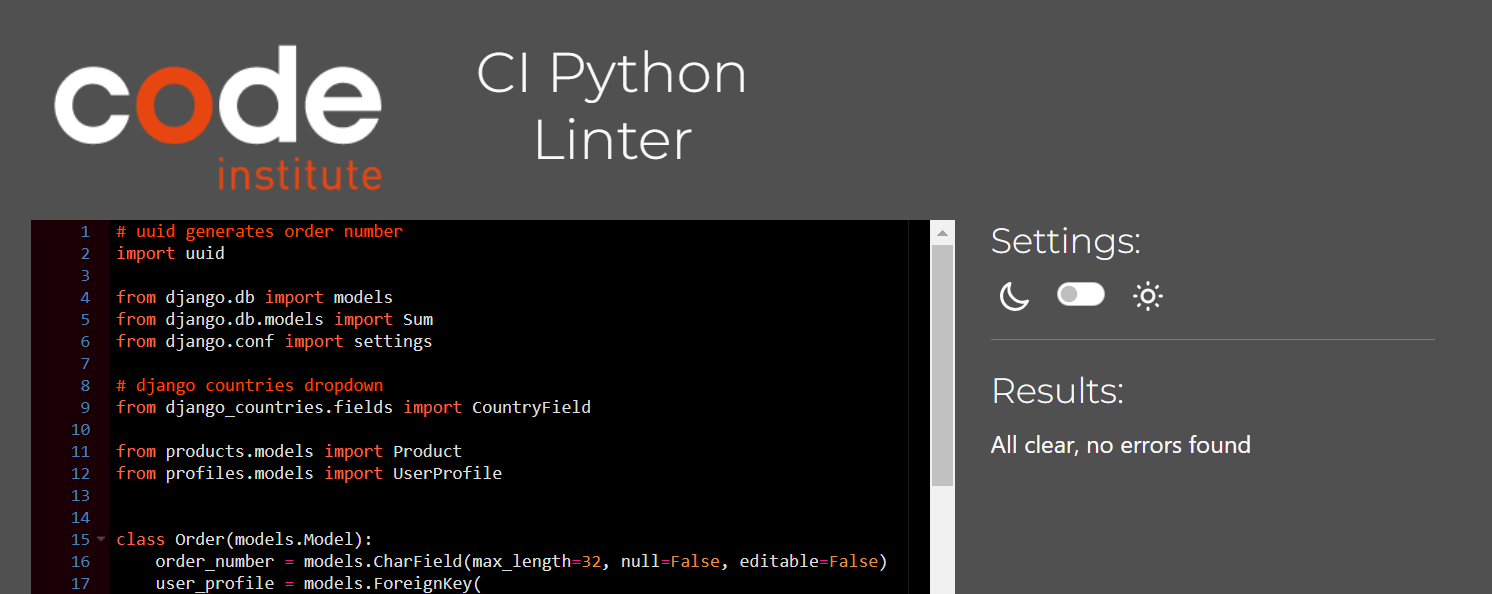 code
institute
CI Python
Linter
1 # uuid generates order number
2 import uuid
3
4 from django.db import models
5 from django.db.models import Sum
6 from django.conf import settings
7
8 # django countries dropdown
9 from django_countries.fields import CountryField
10
11 from products.models import Product
12 from profiles.models import UserProfile
13
14
15 class Order(models.Model):
16     order_number = models.CharField(max_length=32, null=False, editable=False)
17     user_profile = models.ForeignKey(
Settings:
Results:
All clear, no errors found